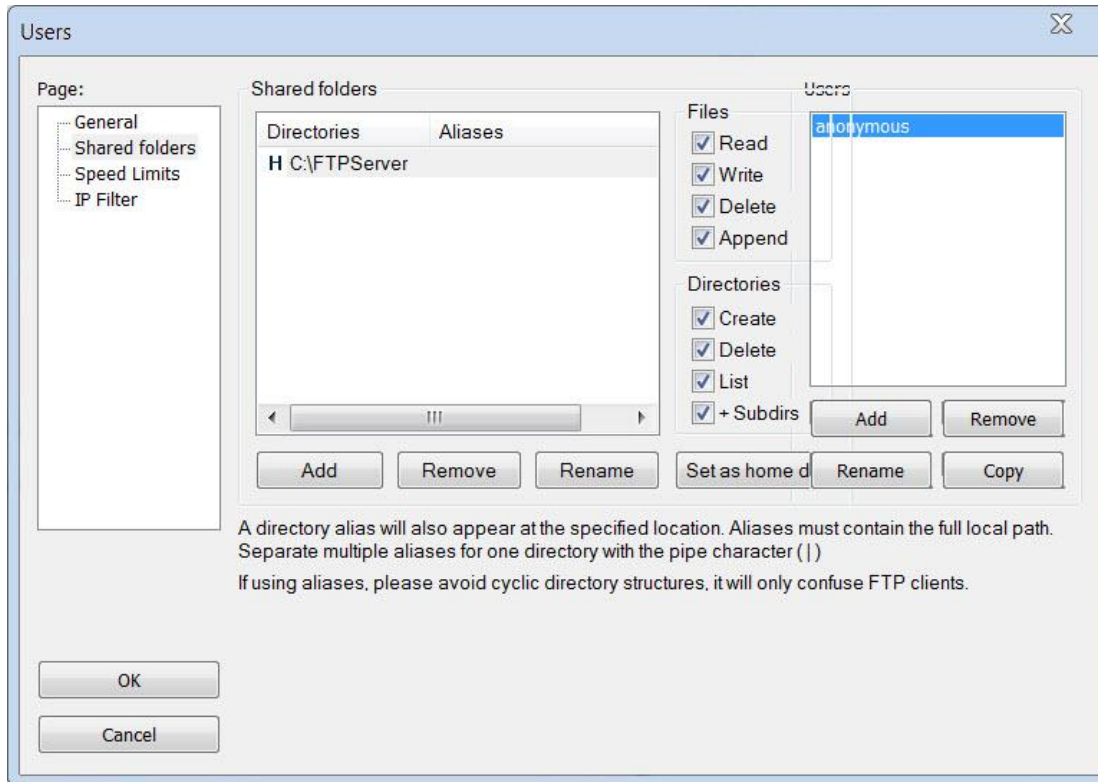 Users
Page:
General
Shared folders
Speed Limits
IP Filter
OK
Cancel
Shared folders
Directories Aliases
H C:\FTPServer
Add Remove Rename Set as home d
Files
Read
Write
Delete
Append
Directories
Create
Delete
List
+ Subdirs
Users
anonymous
Add Remove
Rename Copy
A directory alias will also appear at the specified location. Aliases must contain the full local path.
Separate multiple aliases for one directory with the pipe character ( | )
If using aliases, please avoid cyclic directory structures, it will only confuse FTP clients.